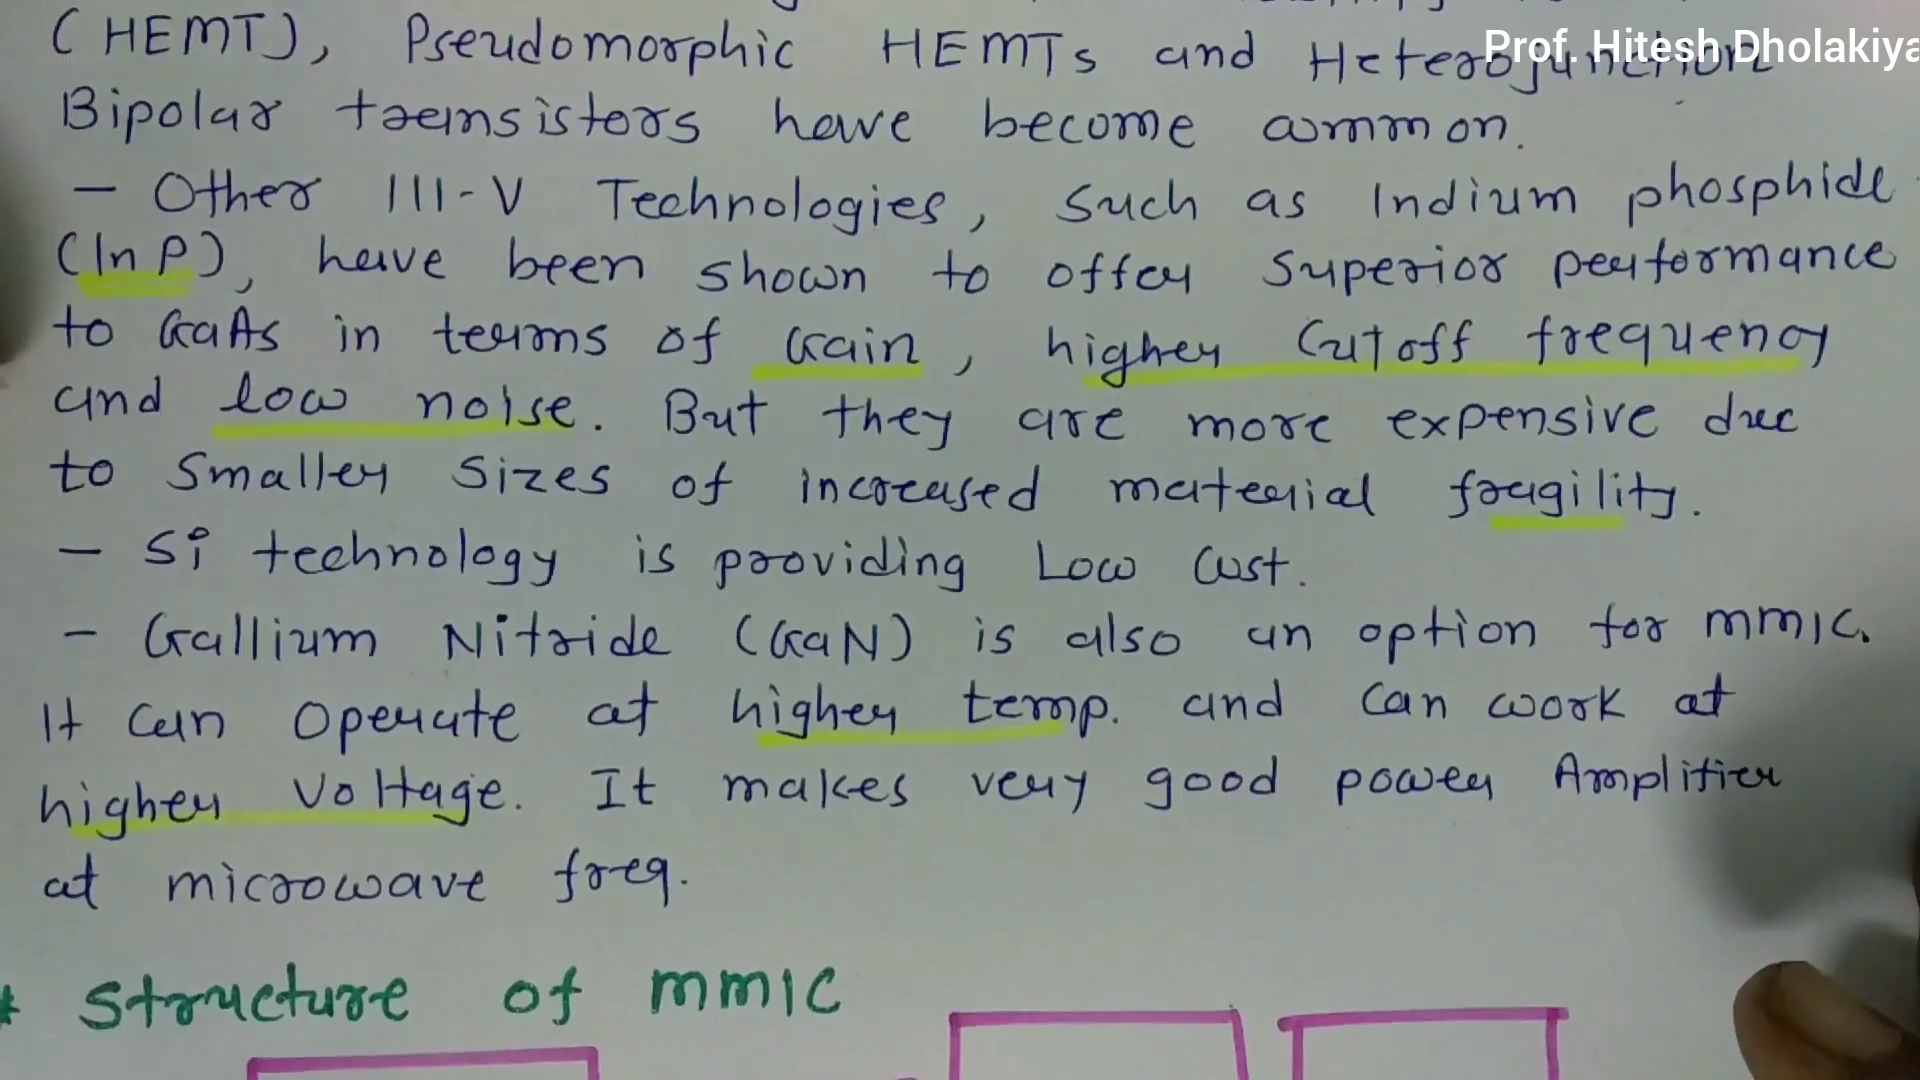 (HEMT), Pseudomorphic HEMTs and Heterojunction
Prof. Hitesh Dholakiya
Bipolar transistors have become common.
- Other III-V Technologies, such as Indium phosphide
(InP), have been shown to offer superior performance
to GaAs in terms of Gain, higher Cutoff frequency
and low noise. But they are more expensive due
to smaller sizes of increased material fragility.
- Si technology is providing Low Cost.
- Gallium Nitride (GaN) is also an option for MMIC.
It can operate at higher temp. and can work at
higher Voltage. It makes very good power Amplifier
at microwave freq.
* Structure of MMIC